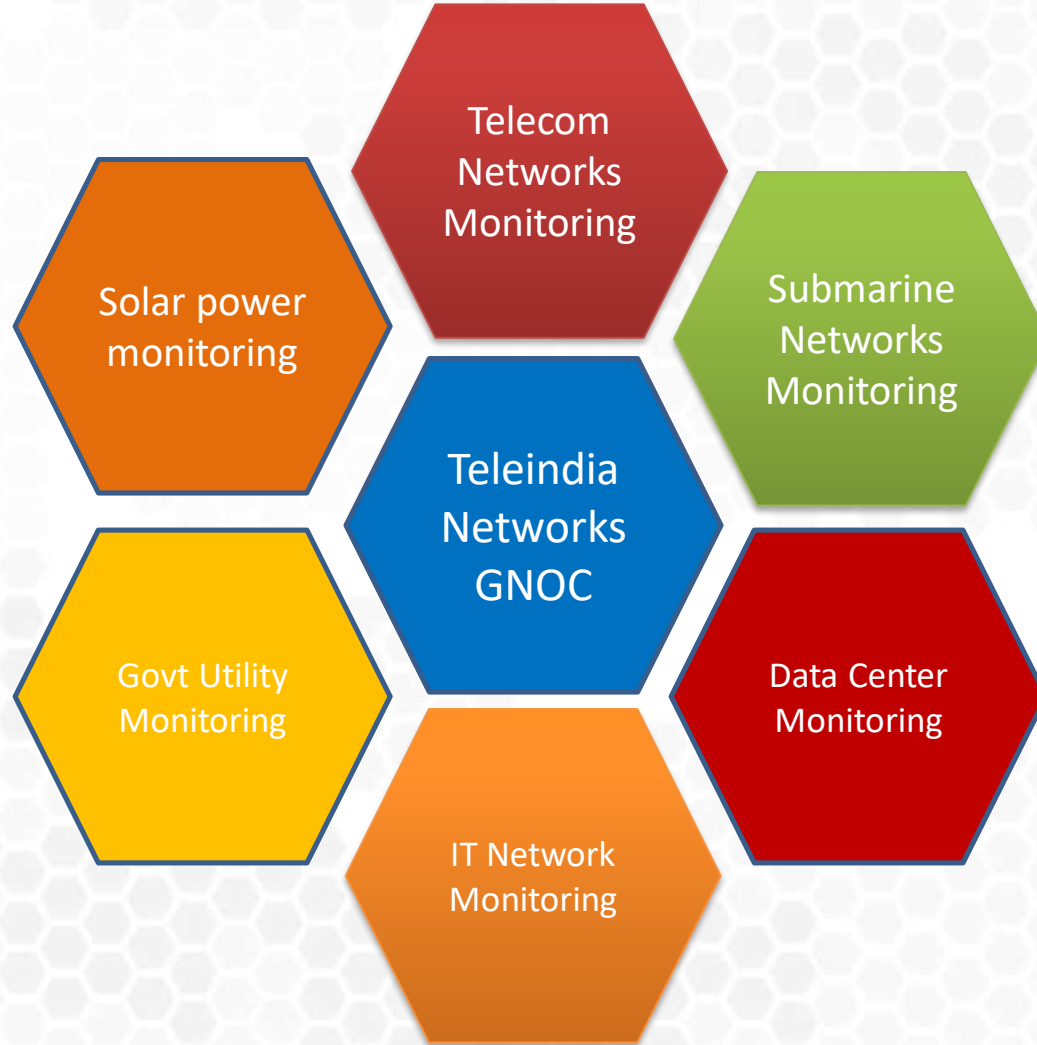 Telecom
Networks
Monitoring
Solar power
monitoring
Submarine
Networks
Monitoring
Teleindia
Networks
GNOC
Govt Utility
Monitoring
Data Center
Monitoring
IT Network
Monitoring